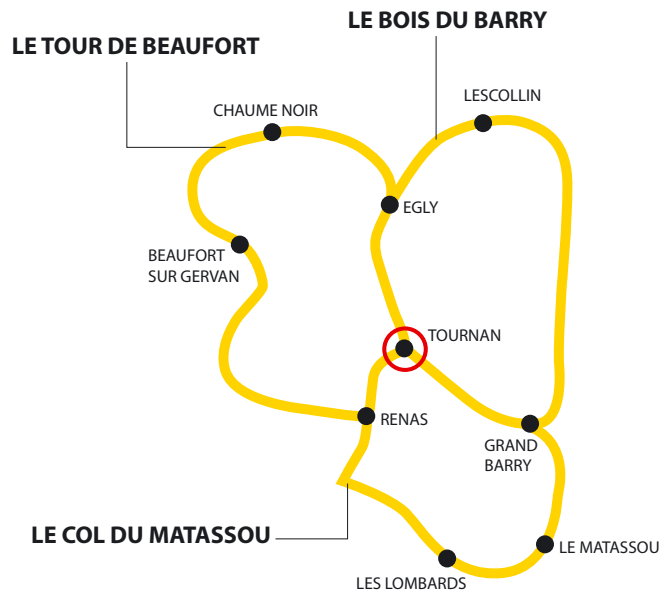 LE BOIS DU BARRY
LE TOUR DE BEAUFORT
LESCOLLIN
CHAUME NOIR
EGLY
BEAUFORT
SUR GERVAN
TOURNAN
RENAS
GRAND
BARRY
LE COL DU MATASSOU
LE MATASSOU
LES LOMBARDS